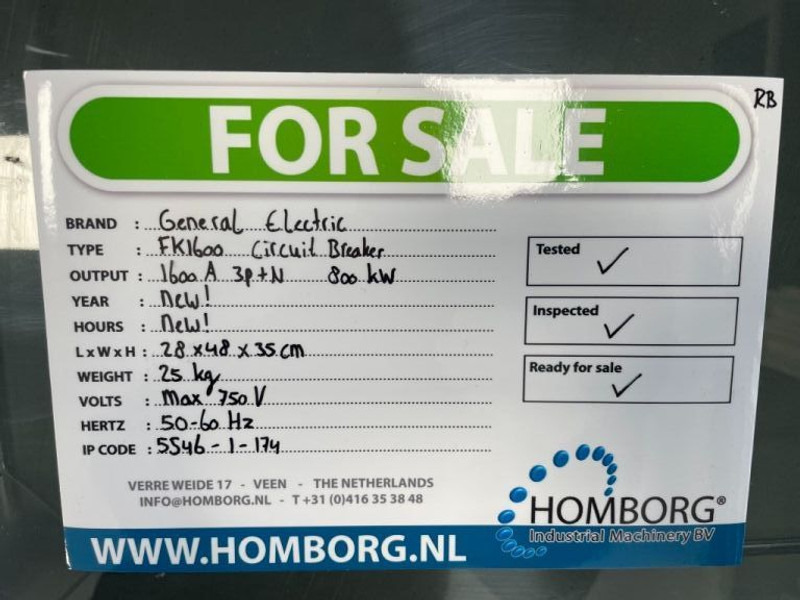 RB
FOR SALE
BRAND : General Electric
TYPE : FK1600 Circuit Breaker
OUTPUT : 1600 A 3p+N 800 kW
YEAR : New!
HOURS : New!
L x W x H : 28 x 48 x 35 cm
WEIGHT : 25 kg
VOLTS : Max 750 V
HERTZ : 50-60 Hz
IP CODE : 5546-1-174
Tested ✓
Inspected ✓
Ready for sale ✓
VERRE WEIDE 17 - VEEN - THE NETHERLANDS
INFO@HOMBORG.NL - T +31 (0)416 35 38 48
HOMBORG®
Industrial Machinery BV
WWW.HOMBORG.NL